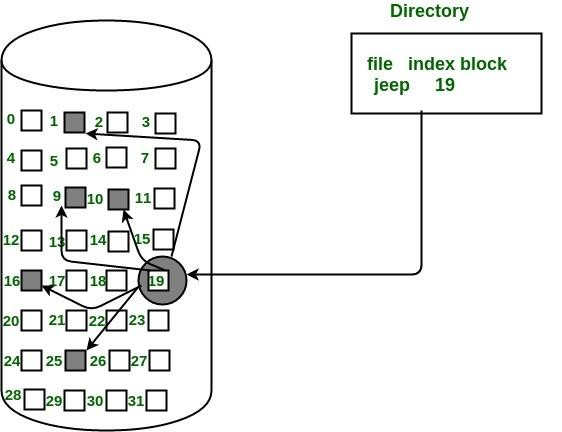 Directory
file index block
jeep 19
0 1 2 3
4 5 6 7
8 9 10 11
12 13 14 15
16 17 18 19
20 21 22 23
24 25 26 27
28 29 30 31